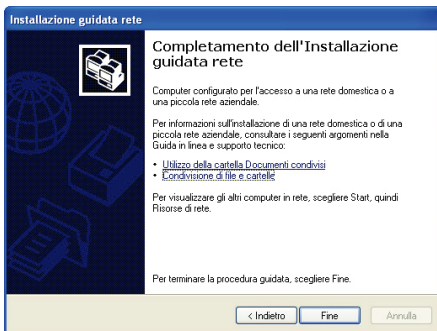 Installazione guidata rete
Completamento dell'Installazione
guidata rete
Computer configurato per l'accesso a una rete domestica o a
una piccola rete aziendale.
Per informazioni sull'installazione di una rete domestica o di una
piccola rete aziendale, consultare i seguenti argomenti nella
Guida in linea e supporto tecnico:
• Utilizzo della cartella Documenti condivisi
• Condivisione di file e cartelle
Per visualizzare gli altri computer in rete, scegliere Start, quindi
Risorse di rete.
Per terminare la procedura guidata, scegliere Fine.
< Indietro
Fine
Annulla